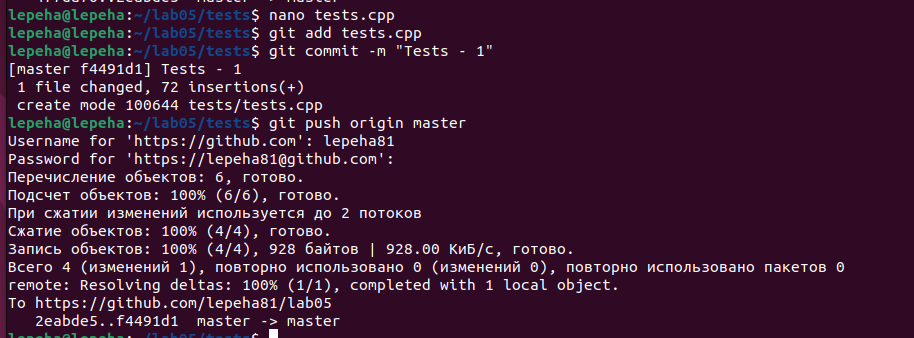 lepeha@lepeha:~/lab05/tests$ nano tests.cpp
lepeha@lepeha:~/lab05/tests$ git add tests.cpp
lepeha@lepeha:~/lab05/tests$ git commit -m "Tests - 1"
[master f4491d1] Tests - 1
 1 file changed, 72 insertions(+)
 create mode 100644 tests/tests.cpp
lepeha@lepeha:~/lab05/tests$ git push origin master
Username for 'https://github.com': lepeha81
Password for 'https://lepeha81@github.com':
Перечисление объектов: 6, готово.
Подсчет объектов: 100% (6/6), готово.
При сжатии изменений используется до 2 потоков
Сжатие объектов: 100% (4/4), готово.
Запись объектов: 100% (4/4), 928 байтов | 928.00 КиБ/с, готово.
Всего 4 (изменений 1), повторно использовано 0 (изменений 0), повторно использовано пакетов 0
remote: Resolving deltas: 100% (1/1), completed with 1 local object.
To https://github.com/lepeha81/lab05
   2eabde5..f4491d1  master -> master
lepeha@lepeha:~/lab05/tests$